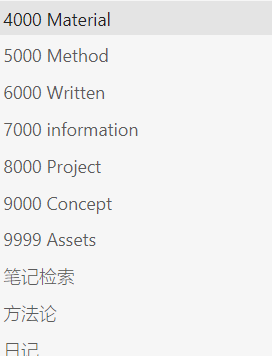 4000 Material
5000 Method
6000 Written
7000 information
8000 Project
9000 Concept
9999 Assets
笔记检索
方法论
日记